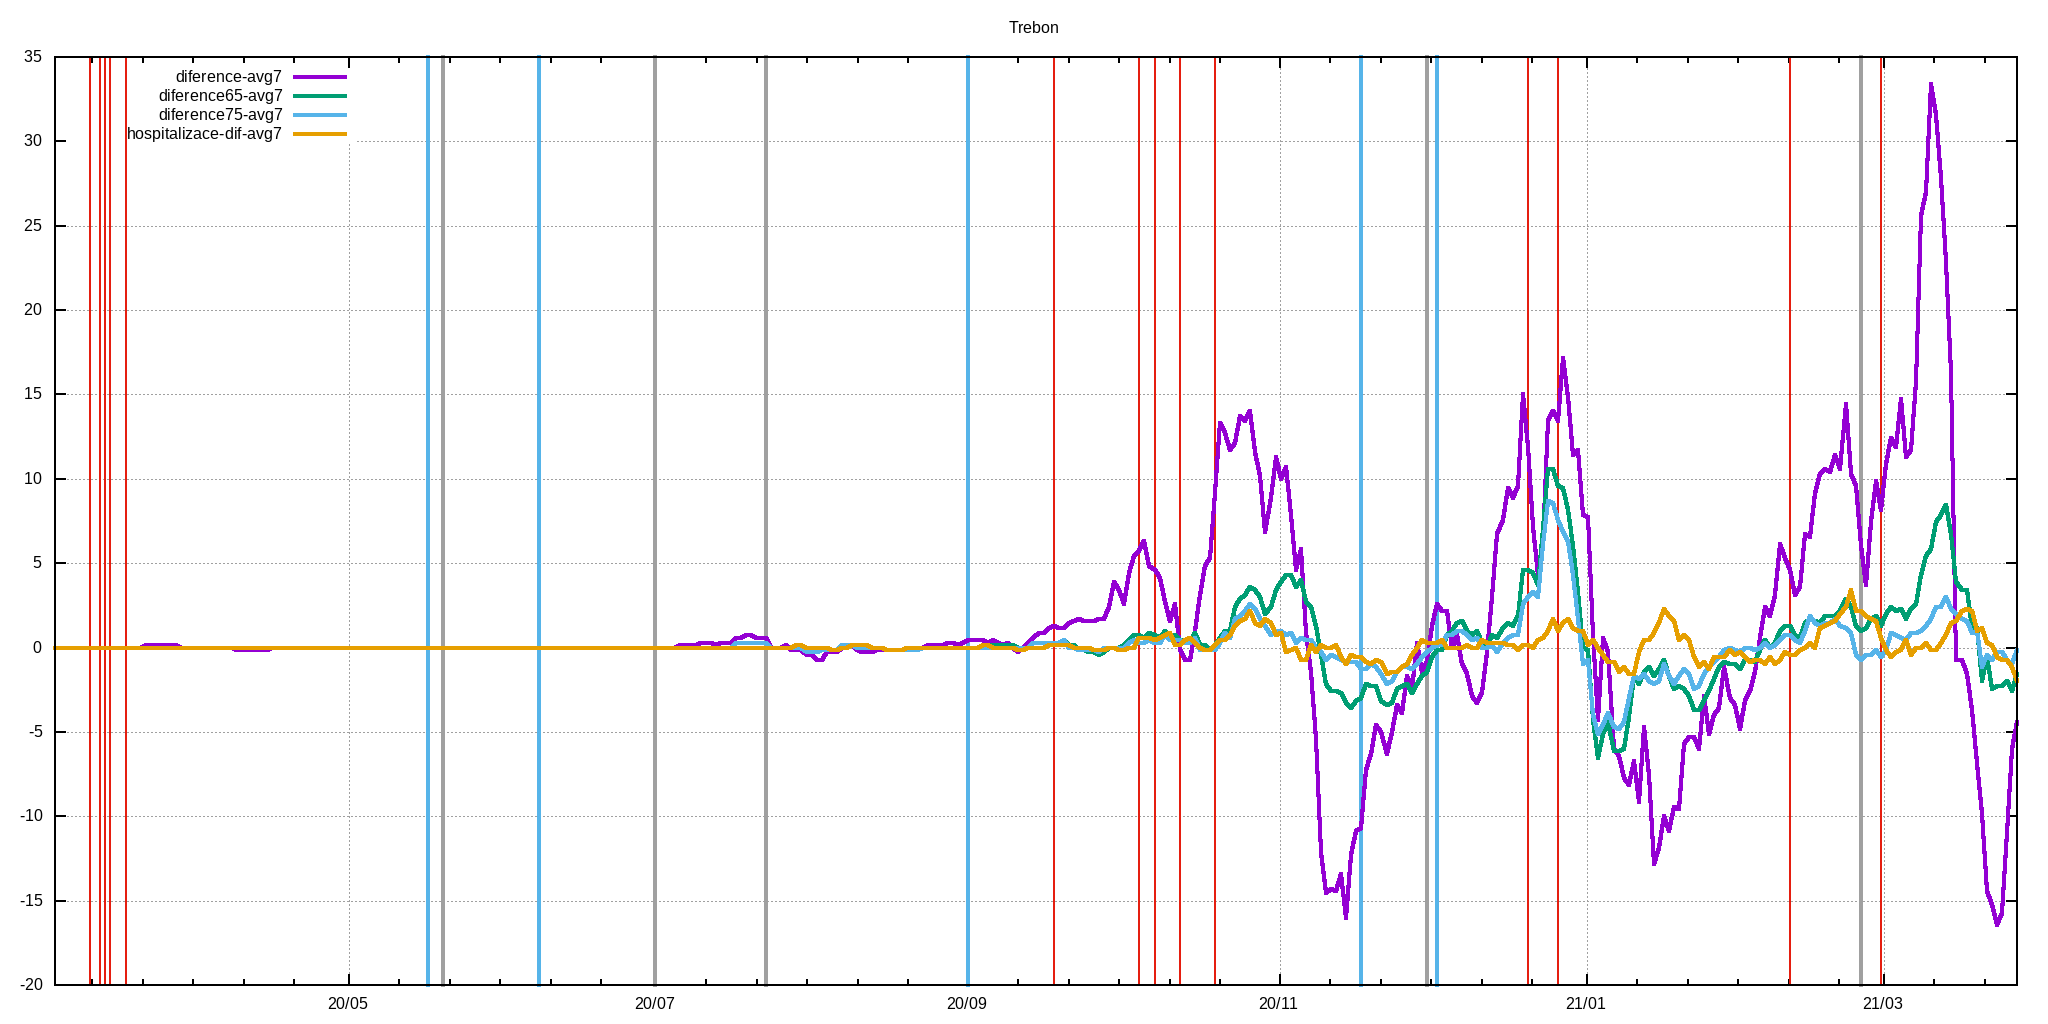 Trebon
diference-avg7
diference65-avg7
diference75-avg7
hospitalizace-dif-avg7
35
30
25
20
15
10
5
0
-5
-10
-15
-20
20/05 20/07 20/09 20/11 21/01 21/03